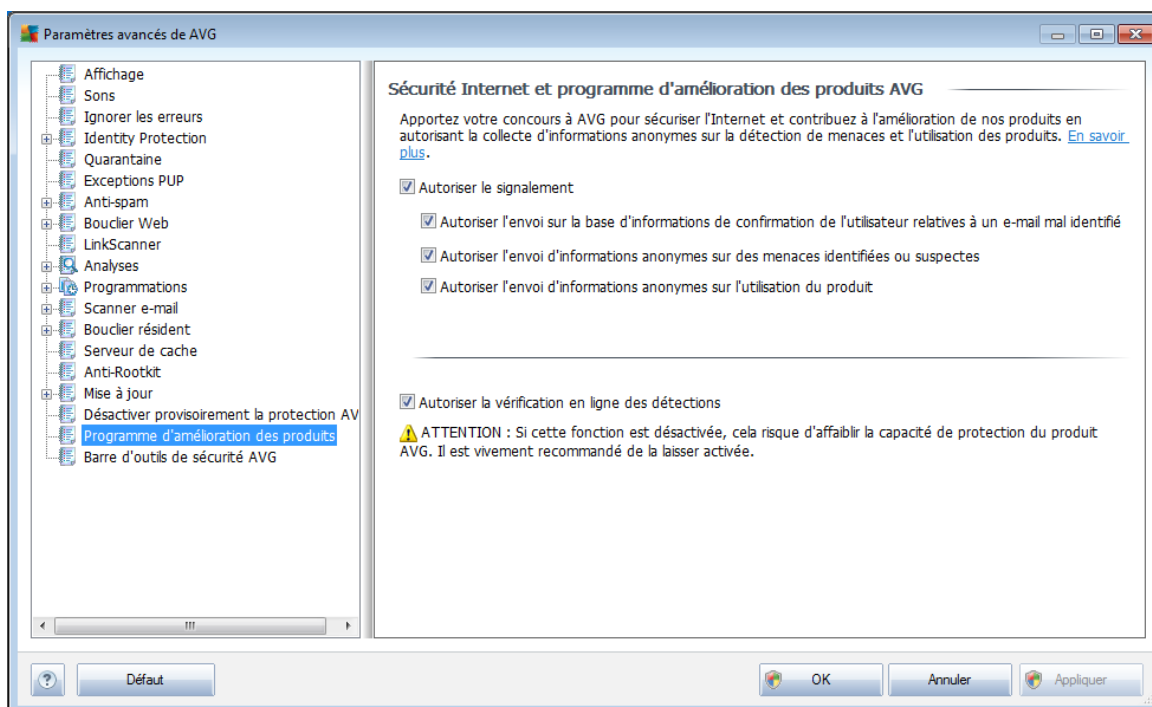 Paramètres avancés de AVG
Affichage
Sons
Ignorer les erreurs
Identity Protection
Quarantaine
Exceptions PUP
Anti-spam
Bouclier Web
LinkScanner
Analyses
Programmations
Scanner e-mail
Bouclier résident
Serveur de cache
Anti-Rootkit
Mise à jour
Désactiver provisoirement la protection AV
Programme d'amélioration des produits
Barre d'outils de sécurité AVG
Sécurité Internet et programme d'amélioration des produits AVG
Apportez votre concours à AVG pour sécuriser l'Internet et contribuez à l'amélioration de nos produits en
autorisant la collecte d'informations anonymes sur la détection de menaces et l'utilisation des produits. En savoir
plus.
Autoriser le signalement
Autoriser l'envoi sur la base d'informations de confirmation de l'utilisateur relatives à un e-mail mal identifié
Autoriser l'envoi d'informations anonymes sur des menaces identifiées ou suspectes
Autoriser l'envoi d'informations anonymes sur l'utilisation du produit
Autoriser la vérification en ligne des détections
ATTENTION : Si cette fonction est désactivée, cela risque d'affaiblir la capacité de protection du produit
AVG. Il est vivement recommandé de la laisser activée.
Défaut
OK
Annuler
Appliquer